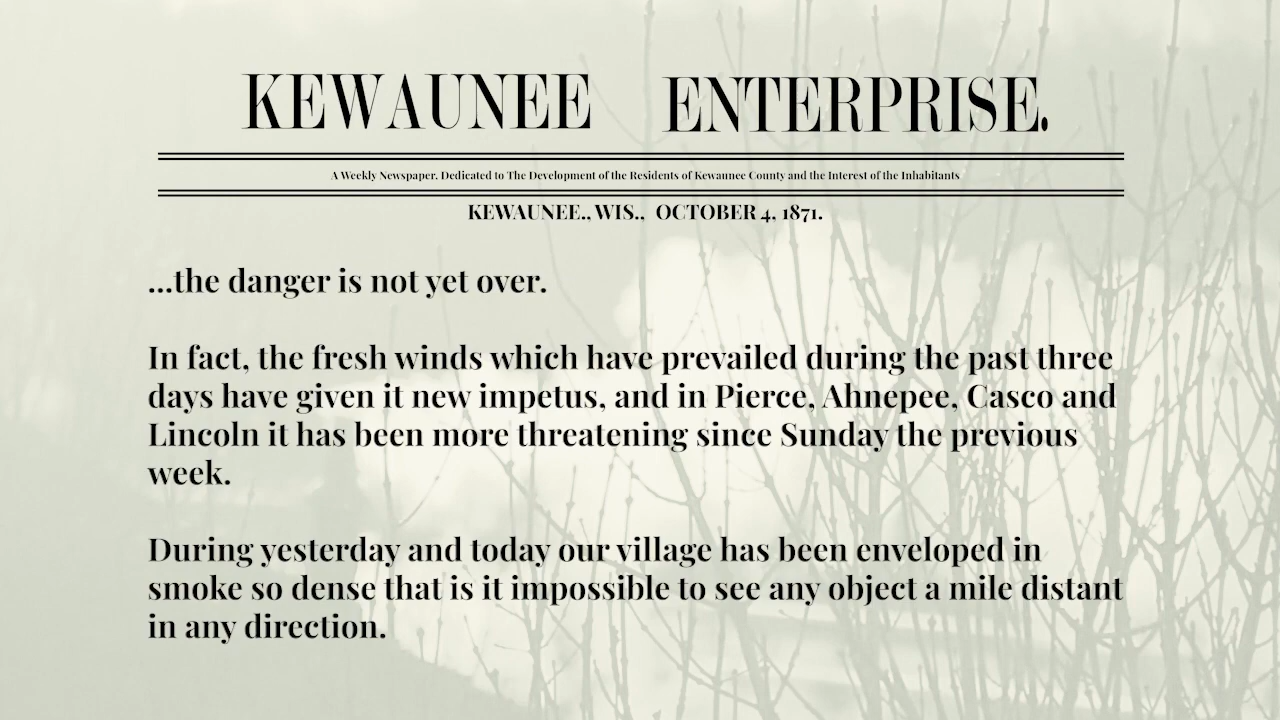 KEWAUNEE ENTERPRISE.
A Weekly Newspaper. Dedicated to The Development of the Residents of Kewaunee County and the Interest of the Inhabitants
KEWAUNEE., WIS., OCTOBER 4, 1871.
...the danger is not yet over.
In fact, the fresh winds which have prevailed during the past three
days have given it new impetus, and in Pierce, Ahnepee, Casco and
Lincoln it has been more threatening since Sunday the previous
week.
During yesterday and today our village has been enveloped in
smoke so dense that is it impossible to see any object a mile distant
in any direction.